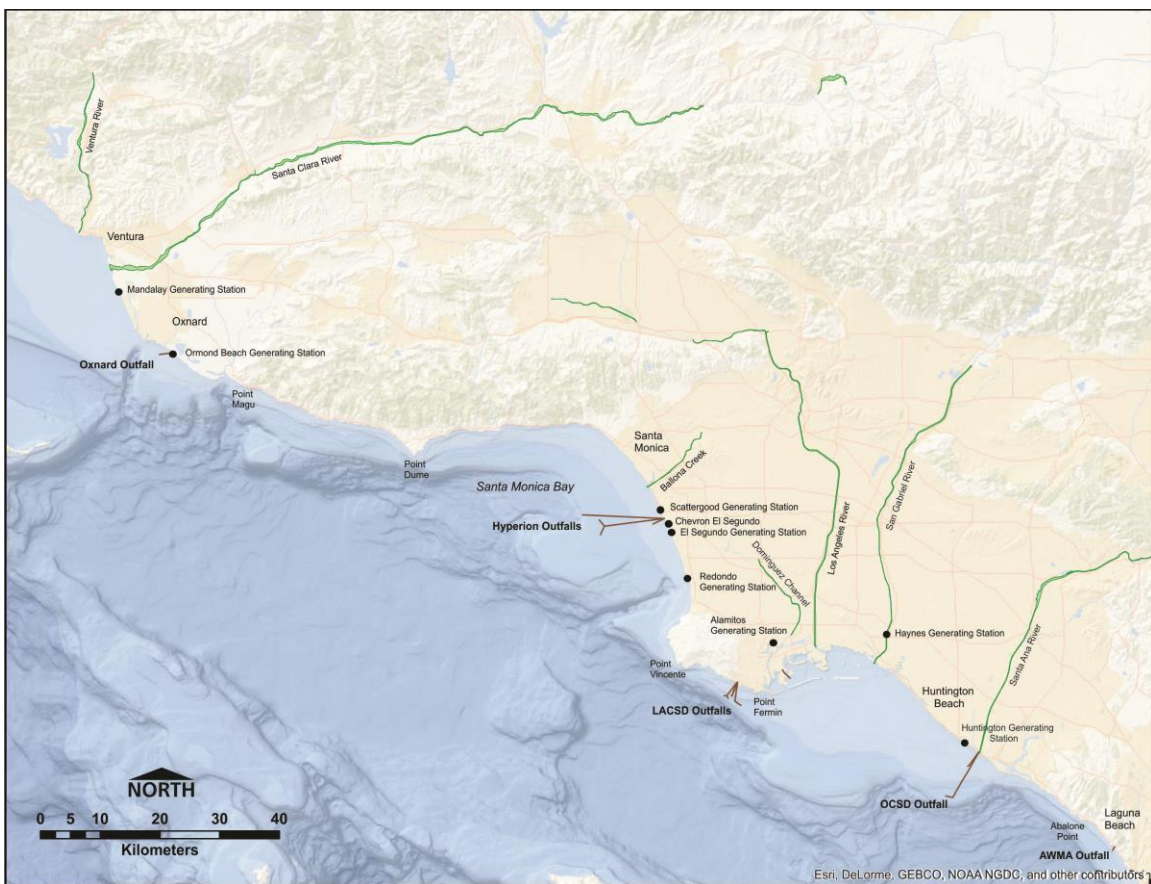 Ventura River
Santa Clara River
Ventura
Mandalay Generating Station
Oxnard
Ormond Beach Generating Station
Oxnard Outfall
Point
Magu
Santa
Monica
Ballona Creek
Point
Dume
Santa Monica Bay
Scattergood Generating Station
Hyperion Outfalls
Chevron El Segundo
El Segundo Generating Station
Los Angeles River
San Gabriel River
Dominguez Channel
Redondo
Generating Station
Alamitos
Generating Station
Haynes Generating Station
Santa Ana River
Point
Vincente
LACSD Outfalls
Point
Fermin
Huntington
Beach
Huntington Generating
Station
NORTH
0 5 10 20 30 40
Kilometers
OCSD Outfall
Laguna
Beach
Abalone
Point
AWMA Outfall
Esri, DeLorme, GEBCO, NOAA NGDC, and other contributors